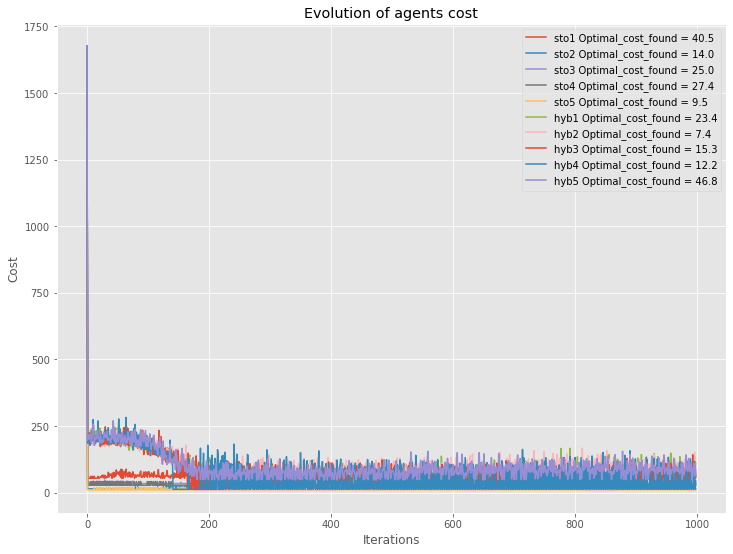 Evolution of agents cost
1750
1500
1250
1000
750
500
250
0
Cost
sto1 Optimal_cost_found = 40.5
sto2 Optimal_cost_found = 14.0
sto3 Optimal_cost_found = 25.0
sto4 Optimal_cost_found = 27.4
sto5 Optimal_cost_found = 9.5
hyb1 Optimal_cost_found = 23.4
hyb2 Optimal_cost_found = 7.4
hyb3 Optimal_cost_found = 15.3
hyb4 Optimal_cost_found = 12.2
hyb5 Optimal_cost_found = 46.8
0 200 400 600 800 1000
Iterations